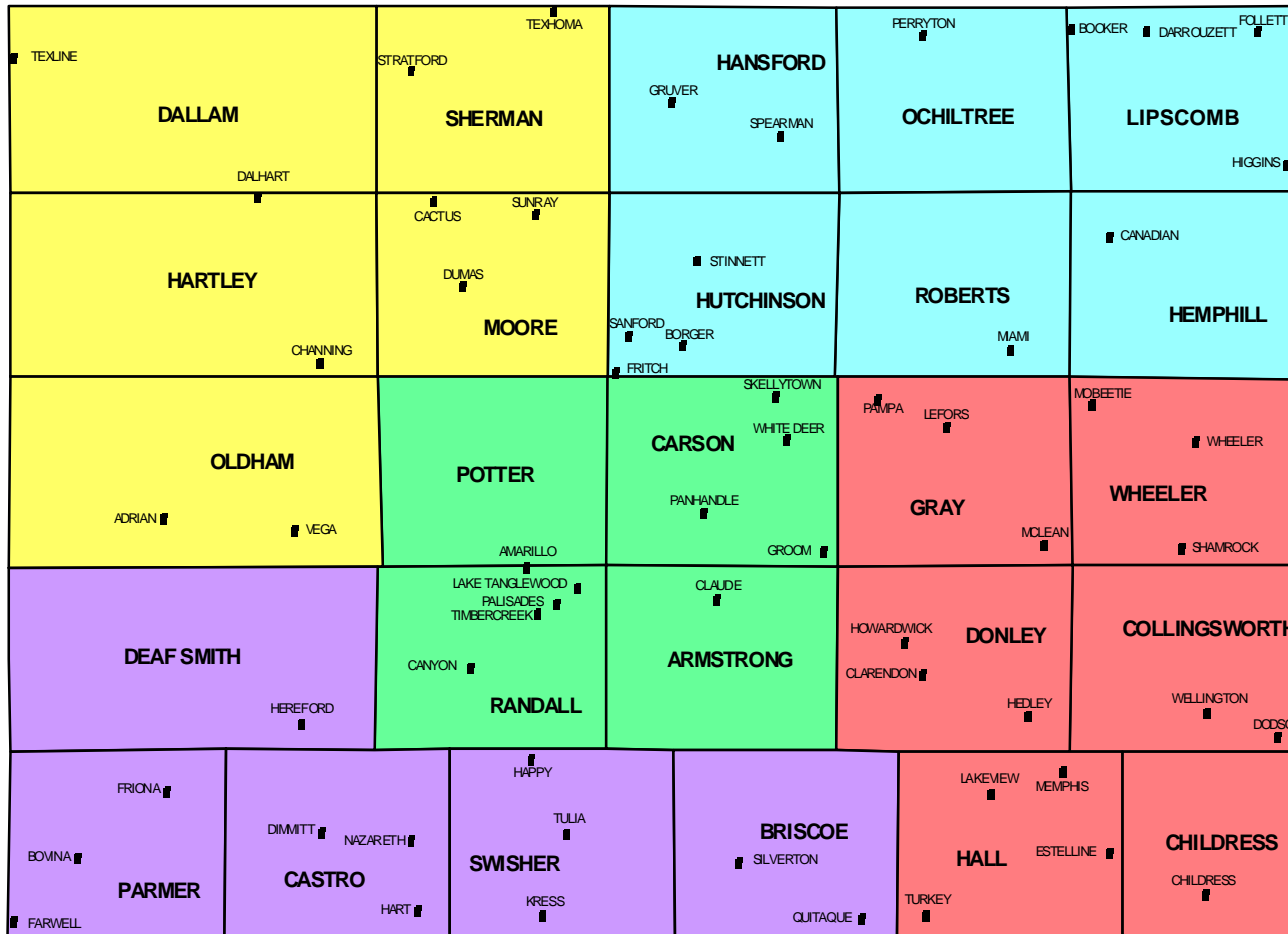 TEXHOMA
TEXLINE
STRATFORD
DALLAM
SHERMAN
DALHART
PERRYTON
BOOKER
DARROUZETT
FOLLETT
HANSFORD
GRUVER
SPEARMAN
OCHILTREE
LIPSCOMB
HIGGINS
CACTUS
SUNRAY
HARTLEY
DUMAS
MOORE
CHANNING
STINNETT
HUTCHINSON
SANFORD
BORGER
FRITCH
ROBERTS
MIAMI
CANADIAN
HEMPHILL
OLDHAM
ADRIAN
VEGA
POTTER
AMARILLO
SKELLYTOWN
WHITE DEER
CARSON
PANHANDLE
GROOM
PAMPA
LEFORS
GRAY
MCLEAN
MOBEETIE
WHEELER
WHEELER
SHAMROCK
DEAF SMITH
HEREFORD
LAKE TANGLEWOOD
PALISADES
TIMBERCREEK
CANYON
RANDALL
CLAUDE
ARMSTRONG
HOWARDWICK
DONLEY
CLARENDON
HEDLEY
COLLINGSWORTH
WELLINGTON
DODSO
FRIONA
BOVINA
PARMER
FARWELL
DIMMITT
NAZARETH
CASTRO
HART
HAPPY
TULIA
SWISHER
KRESS
BRISCOE
SILVERTON
QUITAQUE
LAKEVIEW
MEMPHIS
HALL
ESTELLINE
TURKEY
CHILDRESS
CHILDRESS